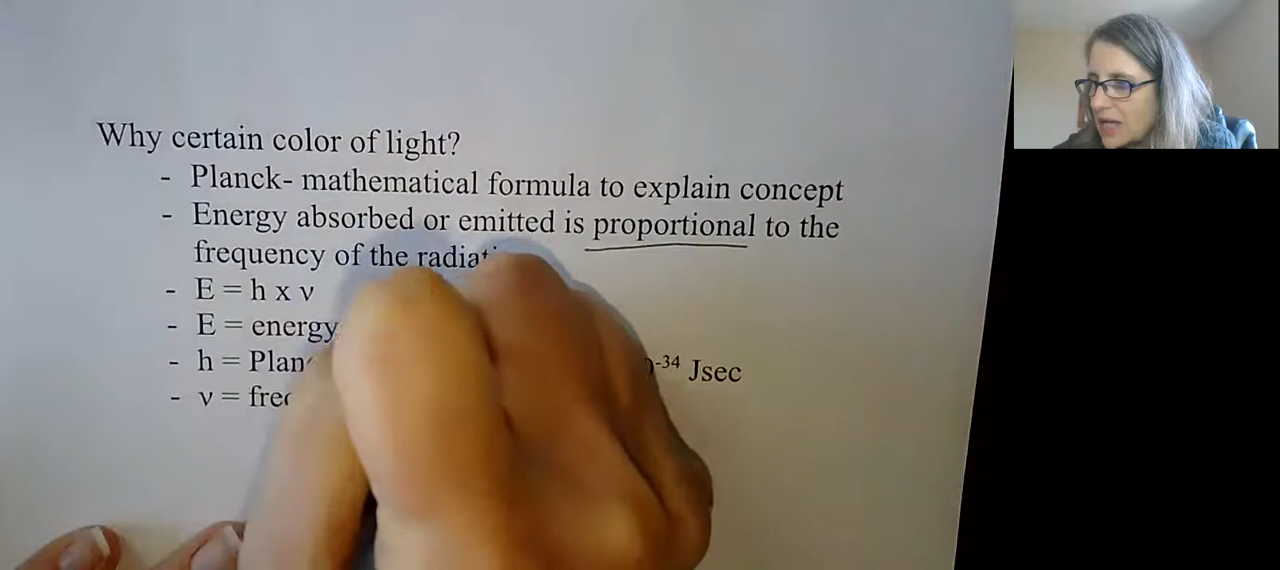 Why certain color of light?
- Planck- mathematical formula to explain concept
- Energy absorbed or emitted is proportional to the
frequency of the
- E = h x ν
- E = energy
- h =
-34 Jsec
- ν =